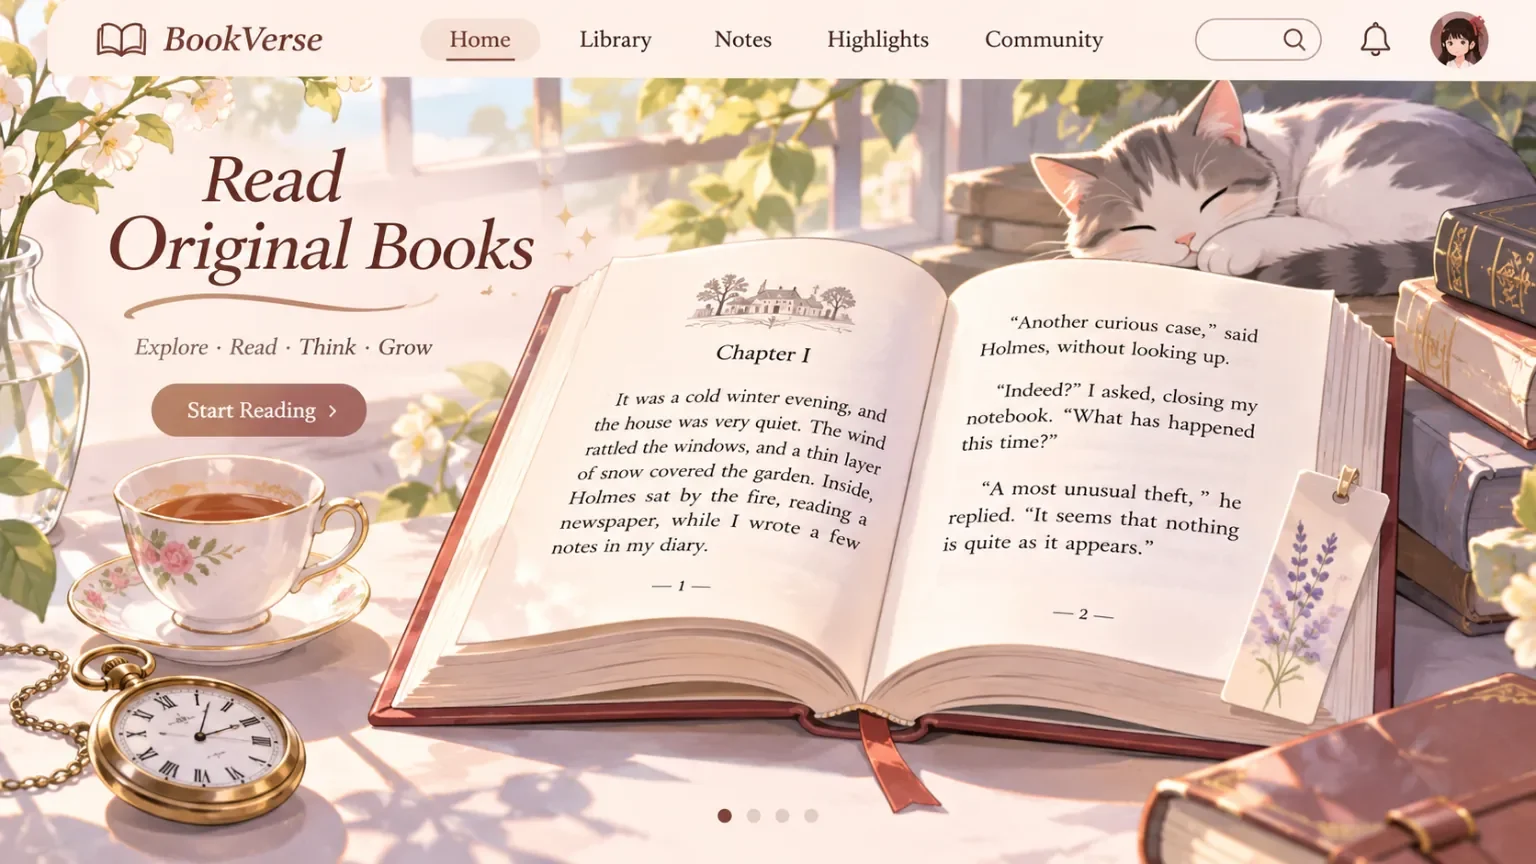 BookVerse
Home
Library
Notes
Highlights
Community
Read
Original Books
Explore · Read · Think · Grow
Start Reading ›
Chapter I
It was a cold winter evening, and
the house was very quiet. The wind
rattled the windows, and a thin layer
of snow covered the garden. Inside,
Holmes sat by the fire, reading a
newspaper, while I wrote a few
notes in my diary.
— 1 —
“Another curious case,” said
Holmes, without looking up.
“Indeed?” I asked, closing my
notebook. “What has happened
this time?”
“A most unusual theft, ” he
replied. “It seems that nothing
is quite as it appears.”
— 2 —